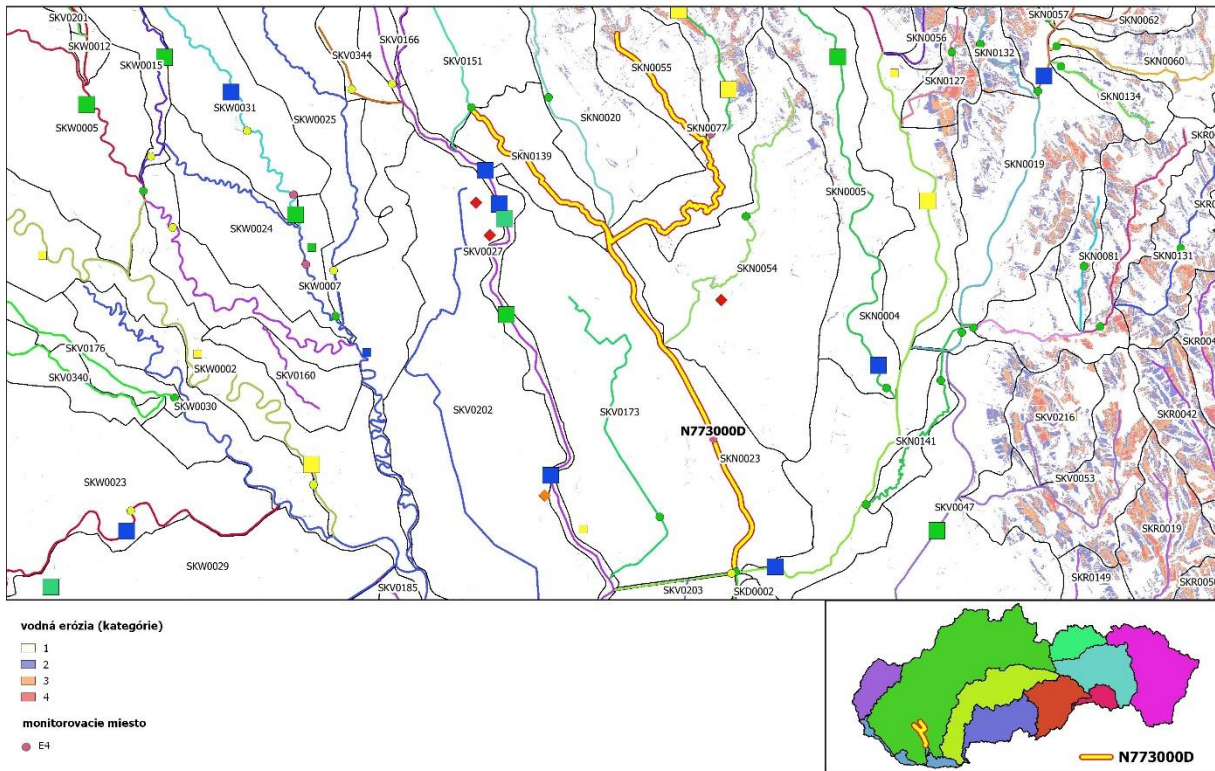 SKV0201
SKW0012
SKW0015
SKW0005
SKW0031
SKW0025
SKV0344
SKV0166
SKV0151
SKN0055
SKN0020
SKN0077
SKN0139
SKN0056
SKN0132
SKN0057
SKN0062
SKN0060
SKN0127
SKN0134
SKN0019
SKN0005
SKW0024
SKW0007
SKV0027
SKN0054
SKN0081
SKN0131
SKN0004
SKV0176
SKV0340
SKW0002
SKV0160
SKW0030
SKV0202
SKV0173
N773000D
SKN0023
SKN0141
SKV0216
SKR0042
SKV0053
SKV0047
SKR0019
SKW0023
SKW0029
SKV0185
SKV0203
SKD0002
SKR0149
vodná erózia (kategórie)
1
2
3
4
monitorovacie miesto
E4
N773000D